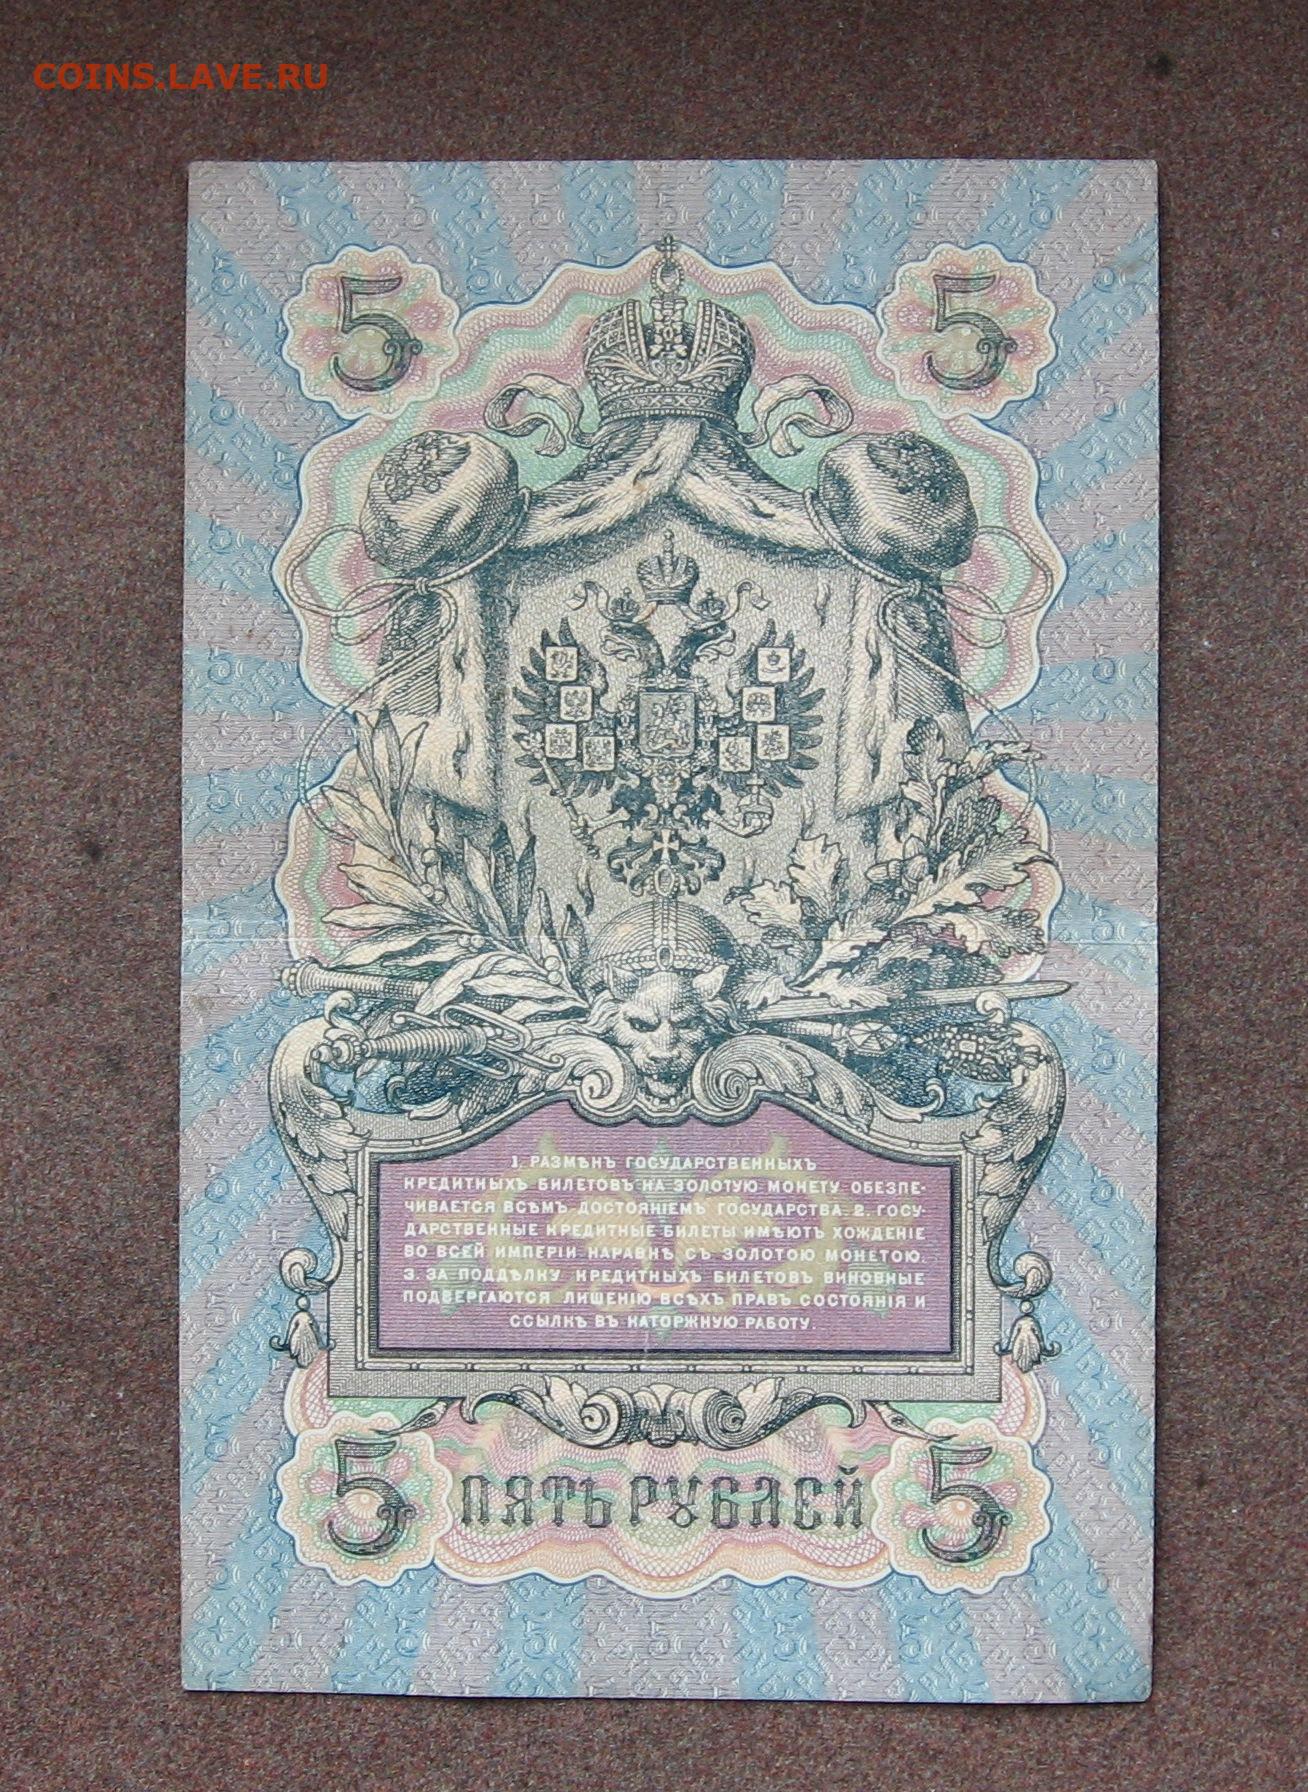 COINS.LAVE.RU
5 5
1. РАЗМѢНЪ ГОСУДАРСТВЕННЫХЪ
КРЕДИТНЫХЪ БИЛЕТОВЪ НА ЗОЛОТУЮ МОНЕТУ ОБЕЗПЕ-
ЧИВАЕТСЯ ВСѢМЪ ДОСТОЯНІЕМЪ ГОСУДАРСТВА. 2. ГОСУ-
ДАРСТВЕННЫЕ КРЕДИТНЫЕ БИЛЕТЫ ИМѢЮТЪ ХОЖДЕНІЕ
ВО ВСЕЙ ИМПЕРІИ НАРАВНѢ СЪ ЗОЛОТОЮ МОНЕТОЮ.
3. ЗА ПОДДѢЛКУ КРЕДИТНЫХЪ БИЛЕТОВЪ ВИНОВНЫЕ
ПОДВЕРГАЮТСЯ ЛИШЕНІЮ ВСѢХЪ ПРАВЪ СОСТОЯНІЯ И
ССЫЛКѢ ВЪ КАТОРЖНУЮ РАБОТУ.
5 ПЯТЬ РУБЛЕЙ 5